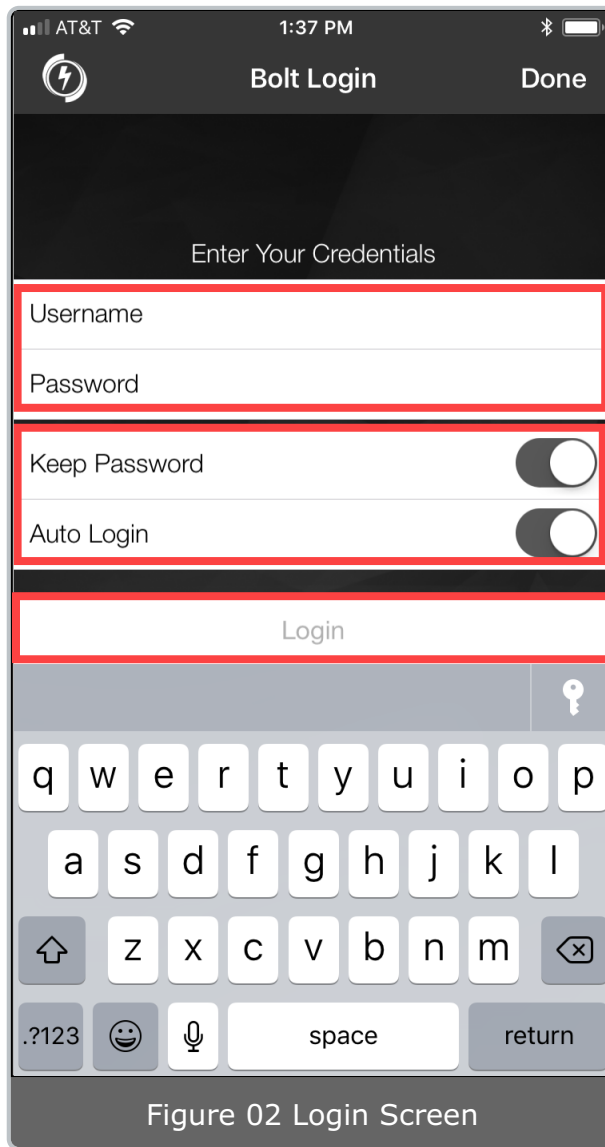 AT&T 1:37 PM
Bolt Login Done
Enter Your Credentials
Username
Password
Keep Password
Auto Login
Login
q w e r t y u i o p
a s d f g h j k l
z x c v b n m
.?123 space return
Figure 02 Login Screen